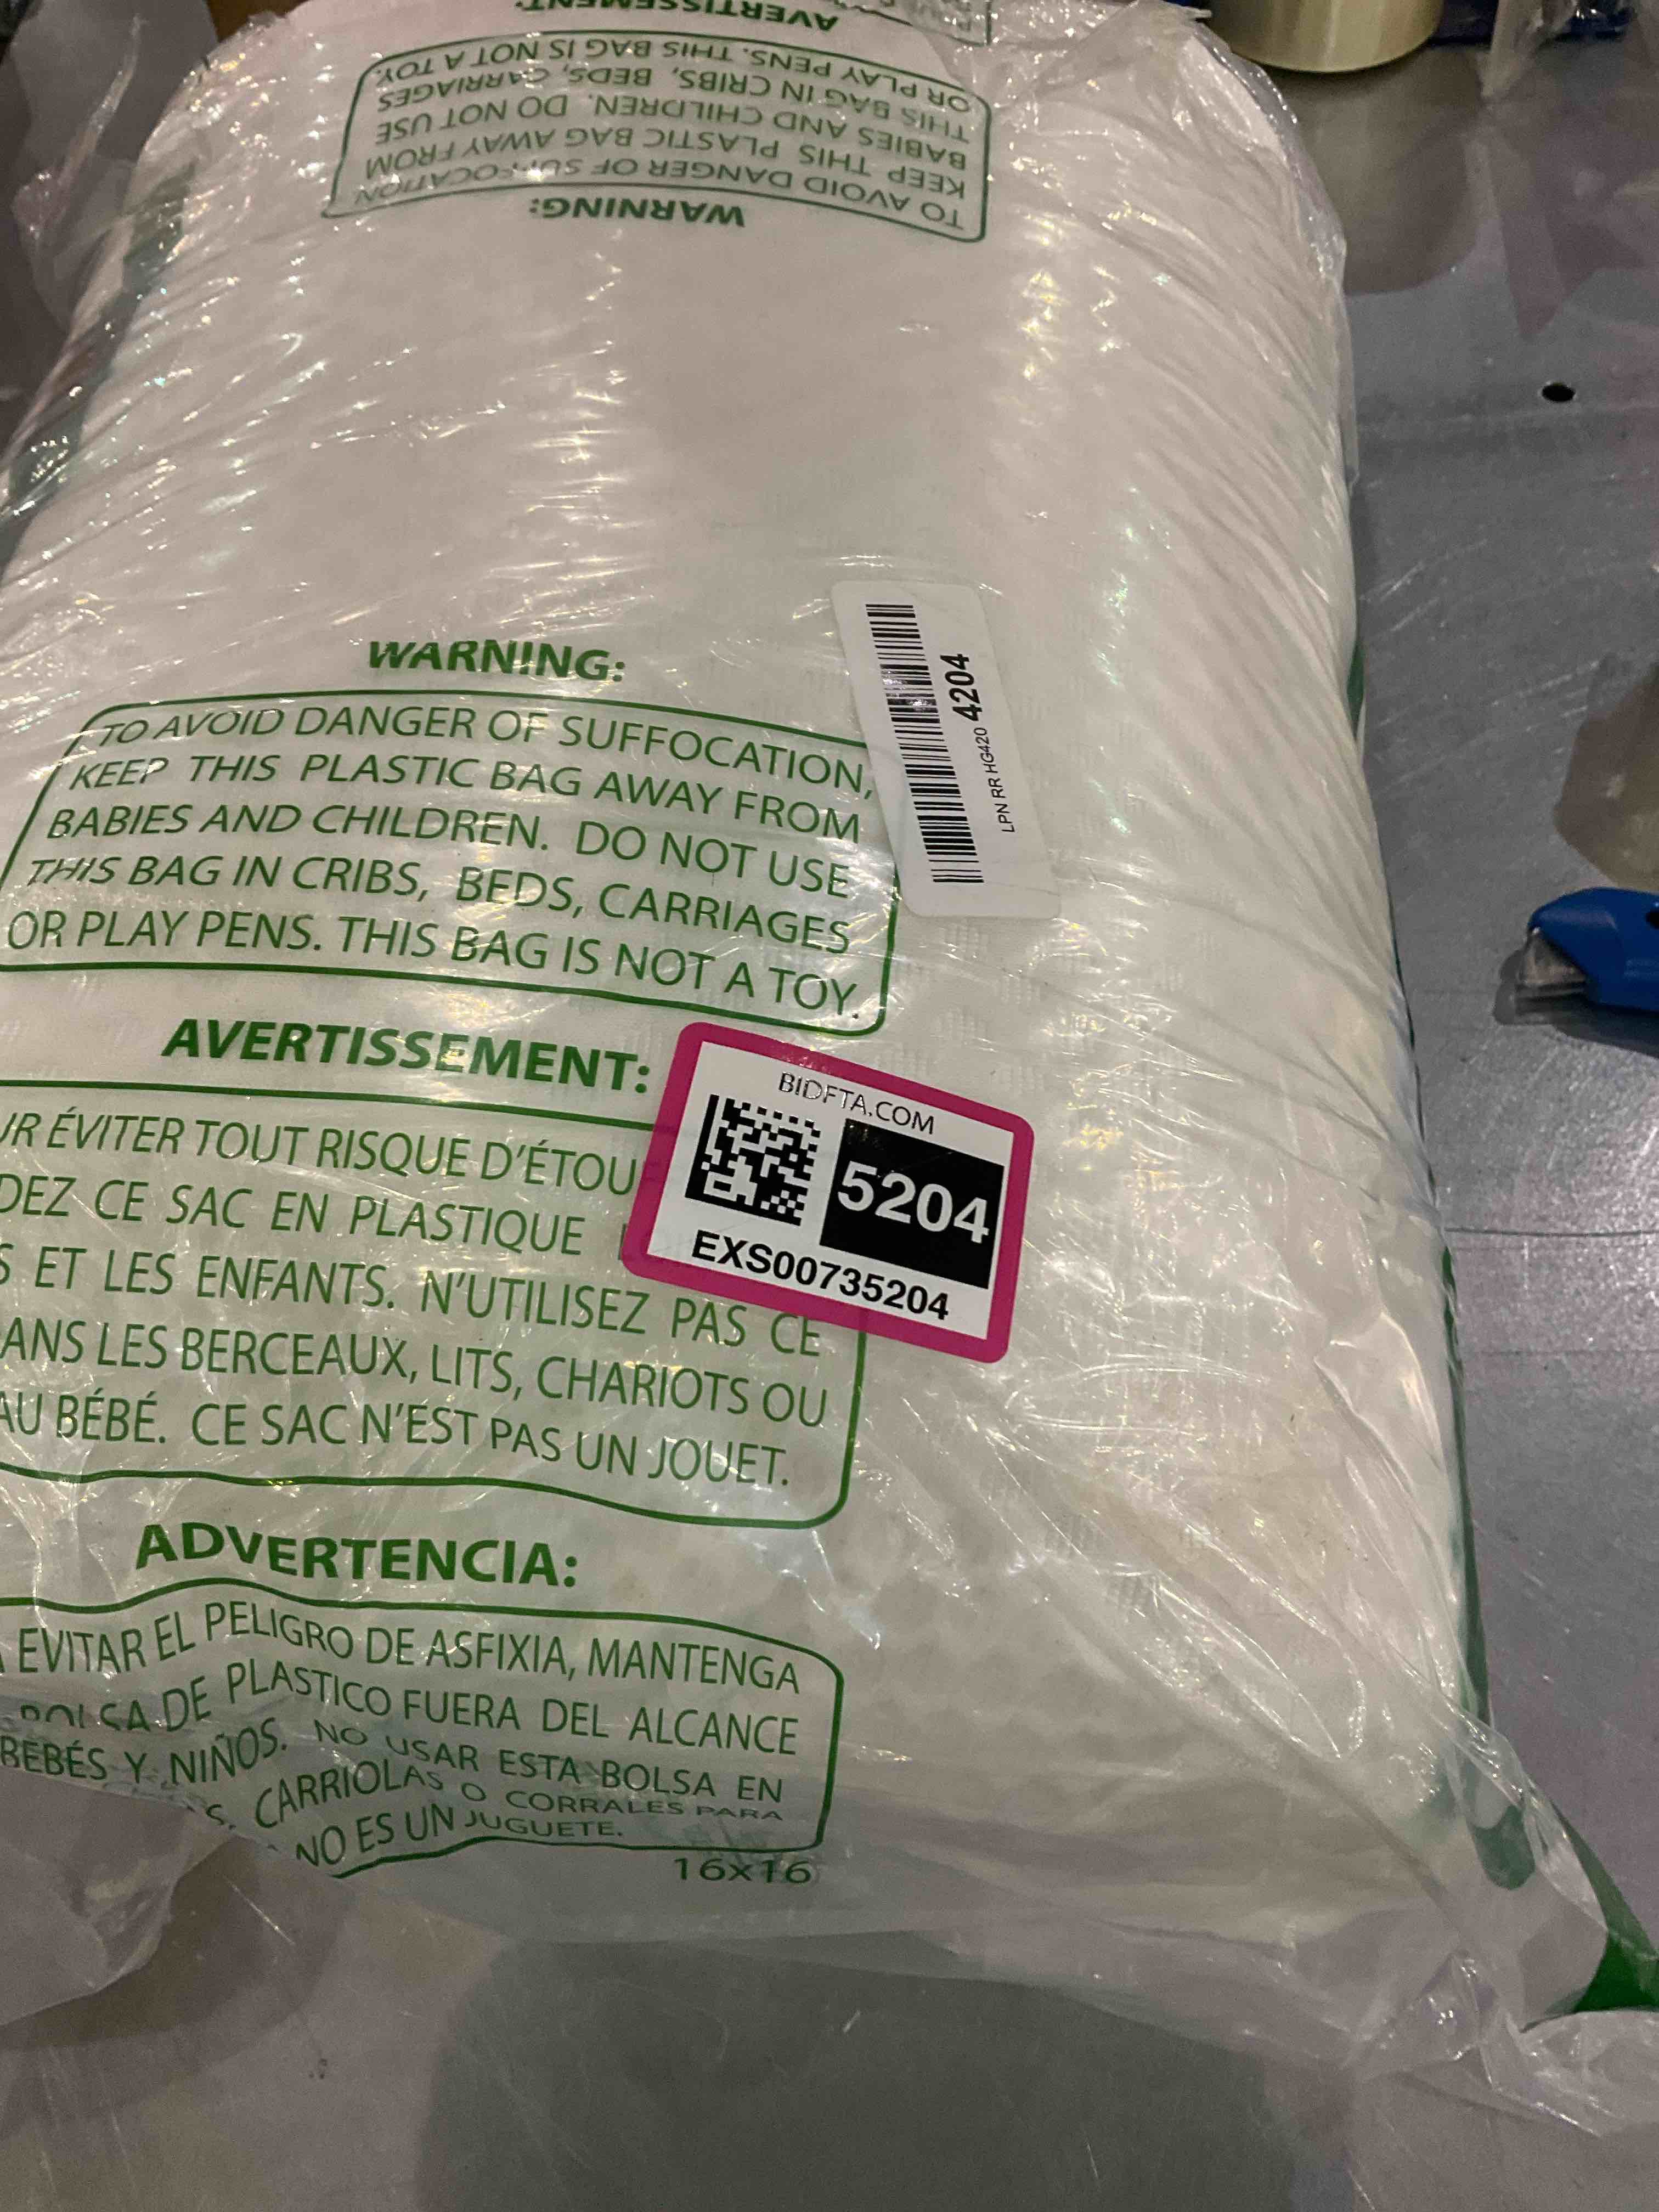 AVERTISSEMENT:
WARNING:
TO AVOID DANGER OF SUFFOCATION
KEEP THIS PLASTIC BAG AWAY FROM
BABIES AND CHILDREN. DO NOT USE
THIS BAG IN CRIBS, BEDS, CARRIAGES
OR PLAY PENS. THIS BAG IS NOT A TOY.
WARNING:
TO AVOID DANGER OF SUFFOCATION,
KEEP THIS PLASTIC BAG AWAY FROM
BABIES AND CHILDREN. DO NOT USE
THIS BAG IN CRIBS, BEDS, CARRIAGES
OR PLAY PENS. THIS BAG IS NOT A TOY.
LPN RR HG420 4204
AVERTISSEMENT:
UR ÉVITER TOUT RISQUE D'ÉTOU
DEZ CE SAC EN PLASTIQUE
S ET LES ENFANTS. N'UTILISEZ PAS CE
ANS LES BERCEAUX, LITS, CHARIOTS OU
AU BÉBÉ. CE SAC N'EST PAS UN JOUET.
BIDFTA.COM
5204
EXS00735204
ADVERTENCIA:
EVITAR EL PELIGRO DE ASFIXIA, MANTENGA
BOLSA DE PLASTICO FUERA DEL ALCANCE
BEBÉS Y NIÑOS. NO USAR ESTA BOLSA EN
S, CARRIOLAS O CORRALES PARA
NO ES UN JUGUETE.
16x16